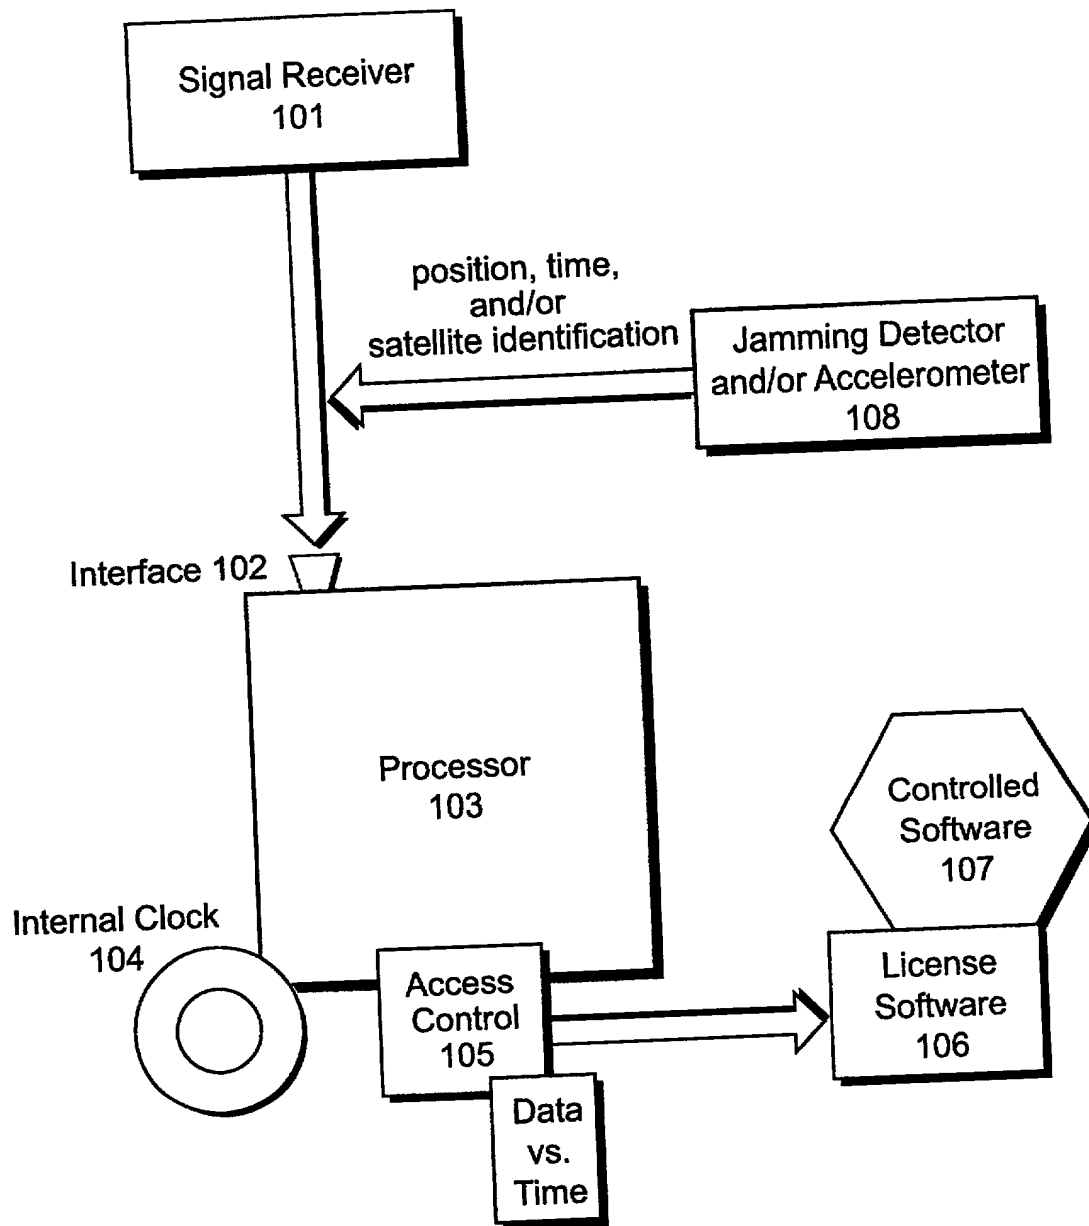 Signal Receiver
101
position, time,
and/or
satellite identification
Jamming Detector
and/or Accelerometer
108
Interface 102
Processor
103
Controlled
Software
107
Internal Clock
104
Access
Control
105
License
Software
106
Data
vs.
Time